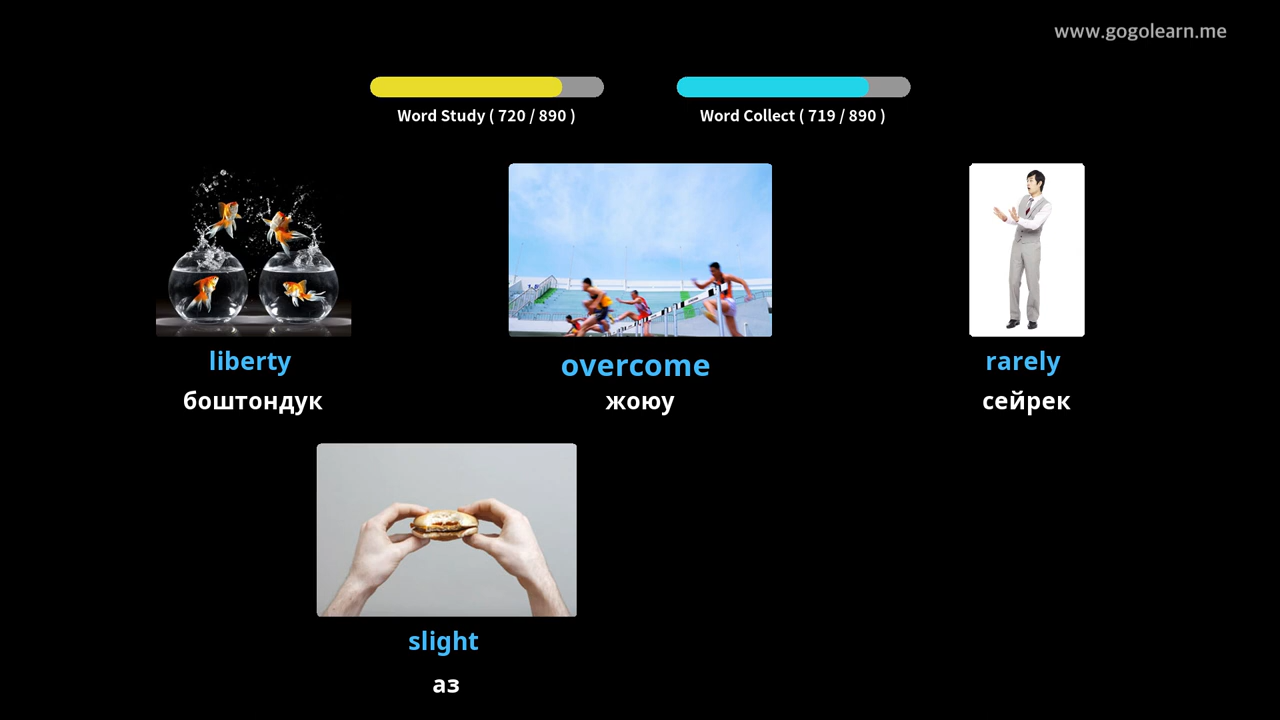 www.gogolearn.me
Word Study ( 720 / 890 )
Word Collect ( 719 / 890 )
liberty
боштондук
overcome
жоюу
rarely
сейрек
slight
аз